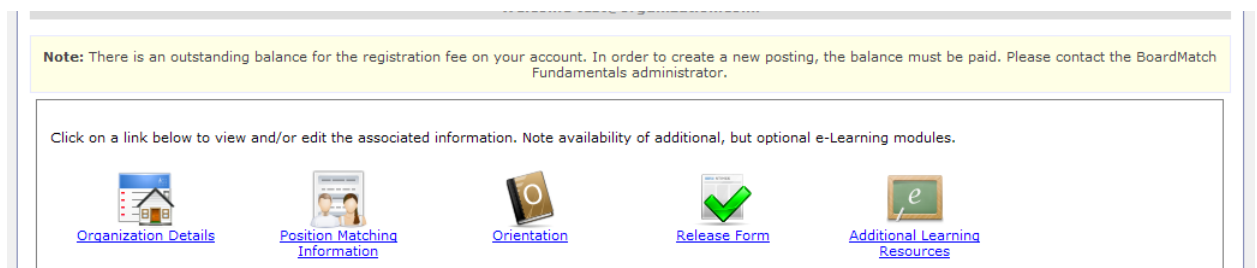 Note: There is an outstanding balance for the registration fee on your account. In order to create a new posting, the balance must be paid. Please contact the BoardMatch
Fundamentals administrator.
Click on a link below to view and/or edit the associated information. Note availability of additional, but optional e-Learning modules.
Organization Details
Position Matching
Information
Orientation
Release Form
Additional Learning
Resources